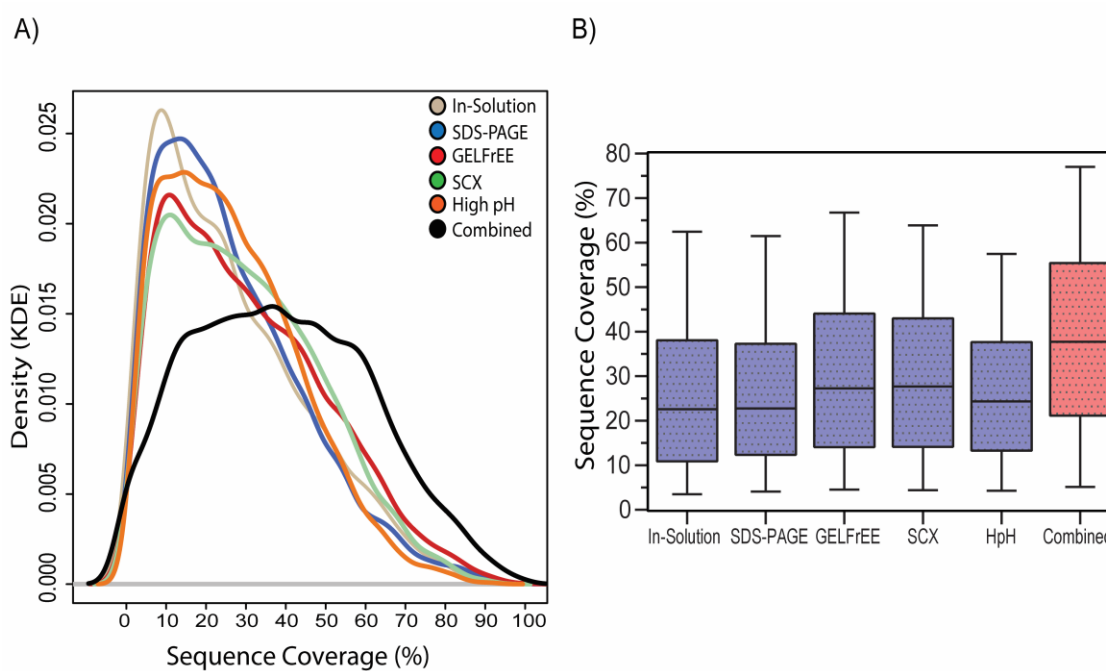 A)
Density (KDE)
0.025
0.020
0.015
0.010
0.005
0.000
In-Solution
SDS-PAGE
GELFrEE
SCX
High pH
Combined
0 10 20 30 40 50 60 70 80 90 100
Sequence Coverage (%)
B)
Sequence Coverage (%)
80
70
60
50
40
30
20
10
0
In-Solution SDS-PAGE GELFrEE SCX HpH Combined